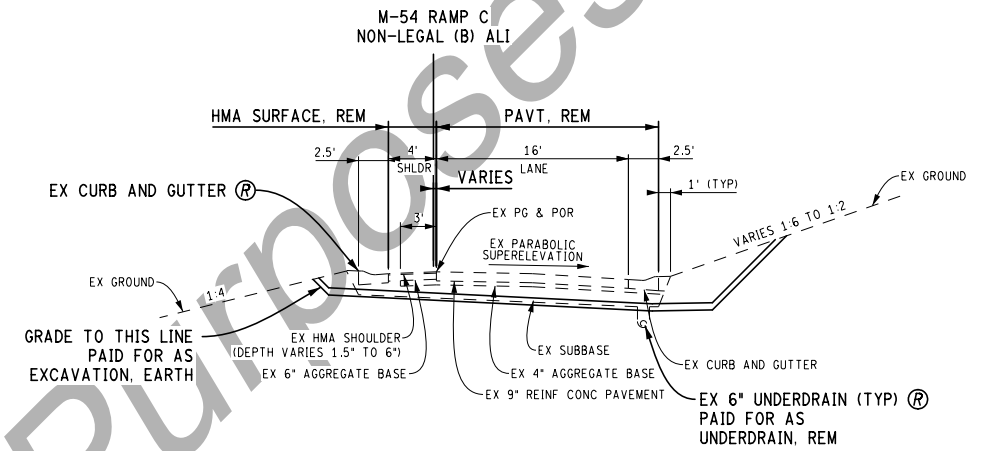 M-54 RAMP C
NON-LEGAL (B) ALI
HMA SURFACE, REM
PAVT, REM
2.5'
4'
SHLDR
16'
LANE
2.5'
VARIES
1' (TYP)
EX CURB AND GUTTER R
3'
EX PG & POR
EX GROUND
VARIES 1:6 TO 1:2
EX PARABOLIC
SUPERELEVATION
EX GROUND
1:4
GRADE TO THIS LINE
PAID FOR AS
EXCAVATION, EARTH
EX HMA SHOULDER
(DEPTH VARIES 1.5" TO 6")
EX 6" AGGREGATE BASE
EX SUBBASE
EX 4" AGGREGATE BASE
EX 9" REINF CONC PAVEMENT
EX CURB AND GUTTER
EX 6" UNDERDRAIN (TYP) R
PAID FOR AS
UNDERDRAIN, REM
Purposes